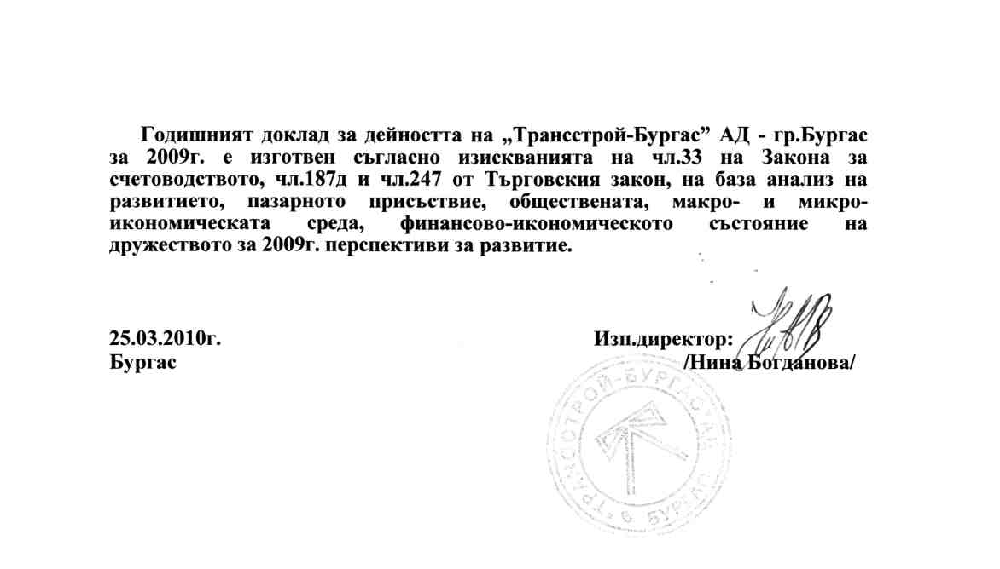 Годишният доклад за дейността на „Трансстрой-Бургас” АД - гр.Бургас
за 2009г. е изготвен съгласно изискванията на чл.33 на Закона за
счетоводството, чл.187д и чл.247 от Търговския закон, на база анализ на
развитието, пазарното присъствие, обществената, макро- и микро-
икономическата среда, финансово-икономическото състояние на
дружеството за 2009г. перспективи за развитие.
25.03.2010г. Изп.директор:
Бургас /Нина Богданова/
"ТРАНССТРОЙ-БУРГАС" АД
БУРГАС